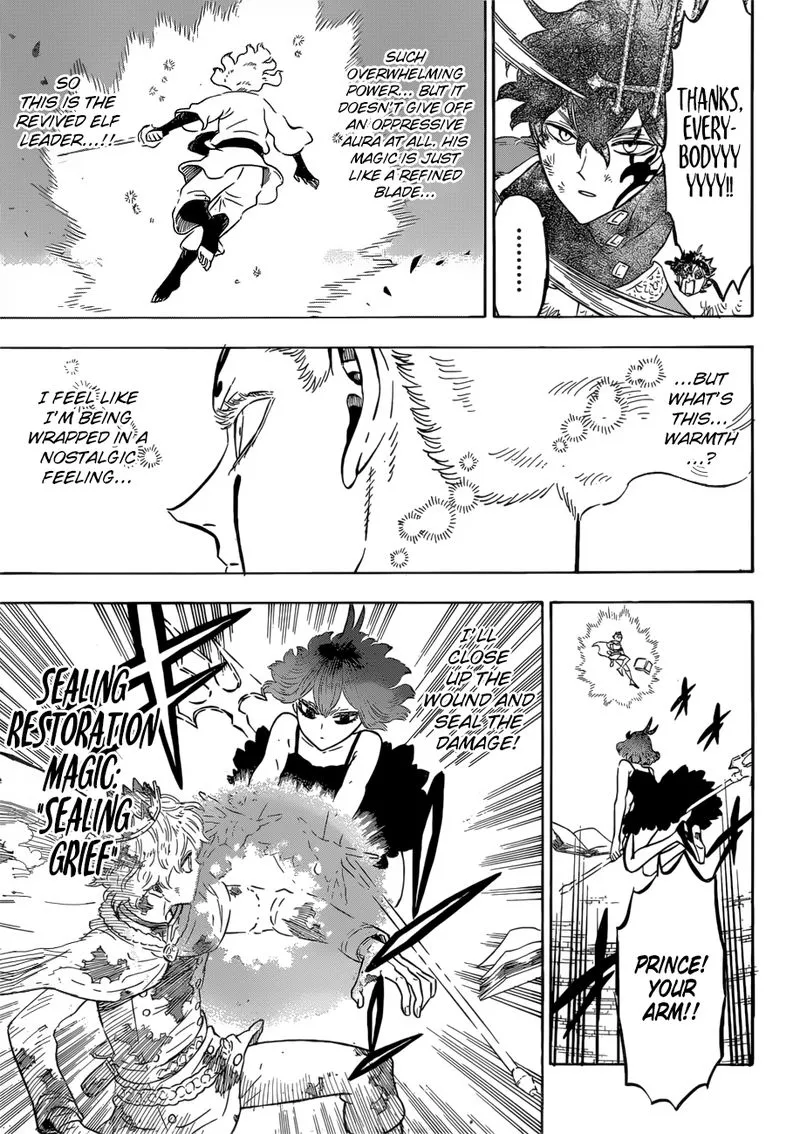 THANKS,
EVERY-
BODYYY
YYYY!!
........
SUCH
OVERWHELMING
POWER... BUT IT
DOESN'T GIVE OFF
AN OPPRESSIVE
AURA AT ALL. HIS
MAGIC IS JUST
LIKE A REFINED
BLADE...
SO
THIS IS THE
REVIVED ELF
LEADER...!!
...BUT
WHAT'S
THIS...
WARMTH
...?
I FEEL LIKE
I'M BEING
WRAPPED IN A
NOSTALGIC
FEELING...
PRINCE!
YOUR
ARM!!
I'LL
CLOSE
UP THE
WOUND AND
SEAL THE
DAMAGE!
SEALING
RESTORATION
MAGIC:
"SEALING
GRIEF"